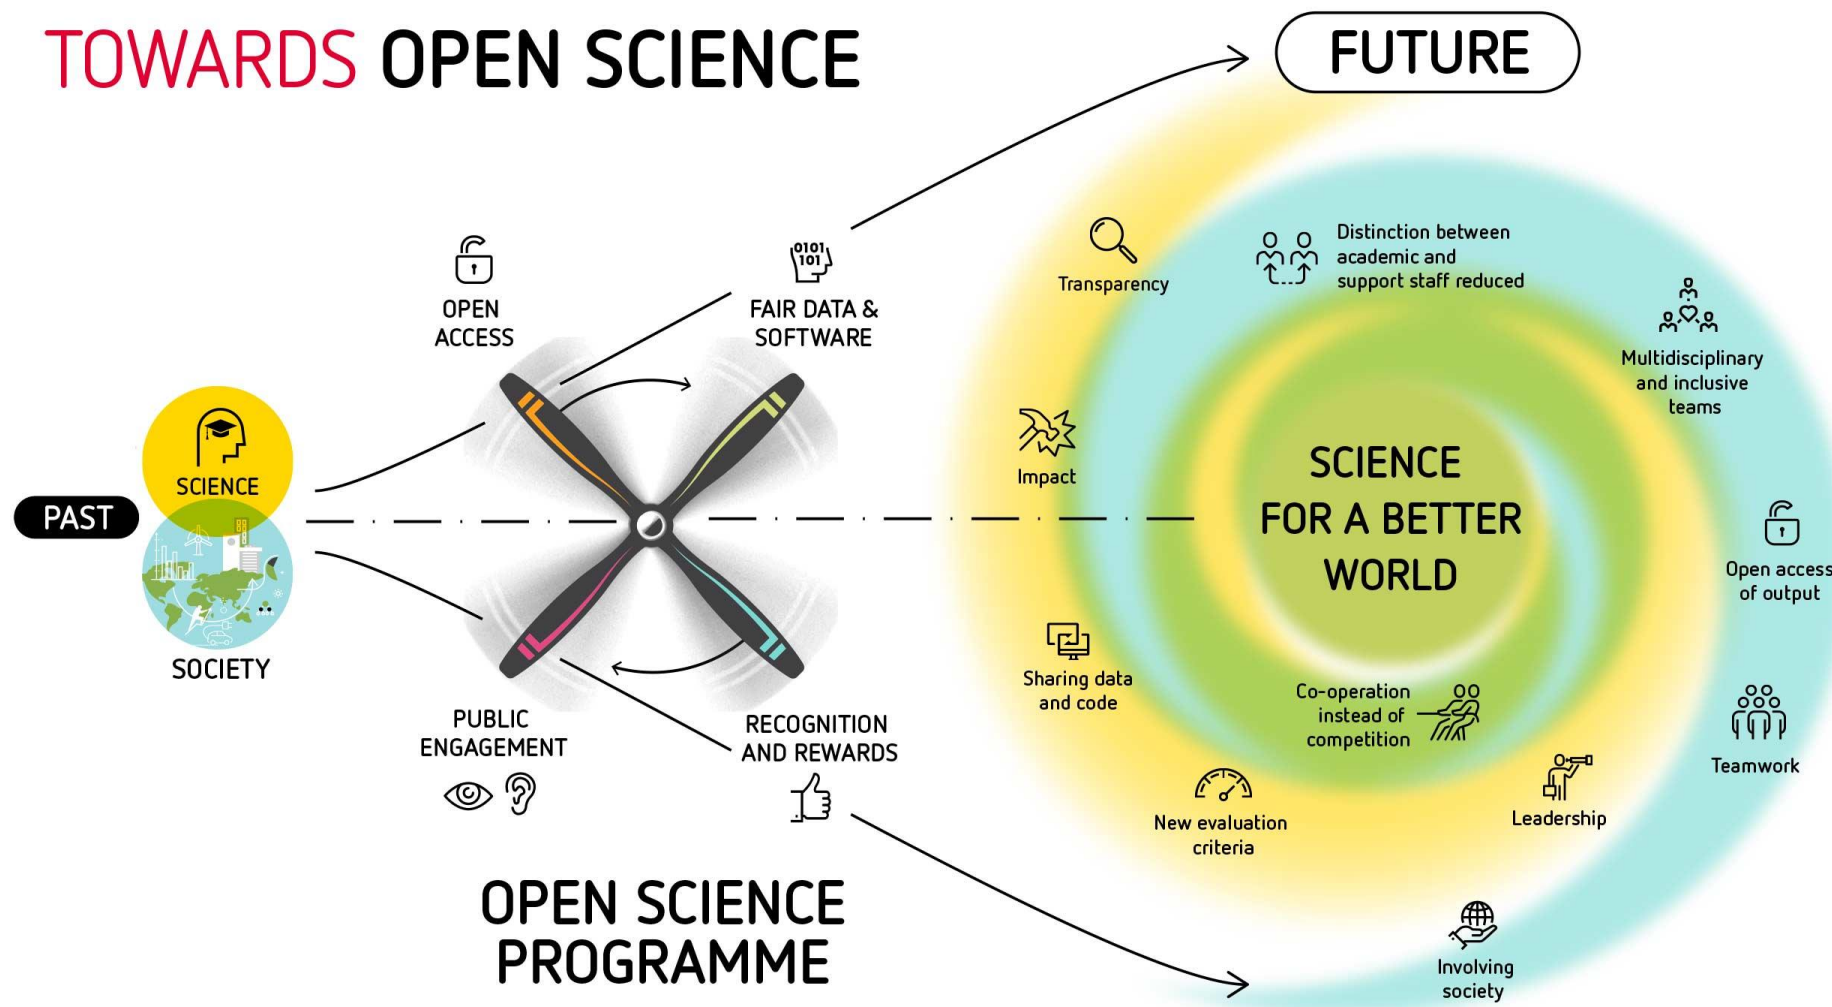 TOWARDS OPEN SCIENCE
FUTURE
PAST
SCIENCE
SOCIETY
OPEN
ACCESS
0101
101
FAIR DATA &
SOFTWARE
PUBLIC
ENGAGEMENT
RECOGNITION
AND REWARDS
OPEN SCIENCE
PROGRAMME
Transparency
Distinction between
academic and
support staff reduced
Multidisciplinary
and inclusive
teams
Impact
SCIENCE
FOR A BETTER
WORLD
Open access
of output
Sharing data
and code
Co-operation
instead of
competition
Teamwork
New evaluation
criteria
Leadership
Involving
society